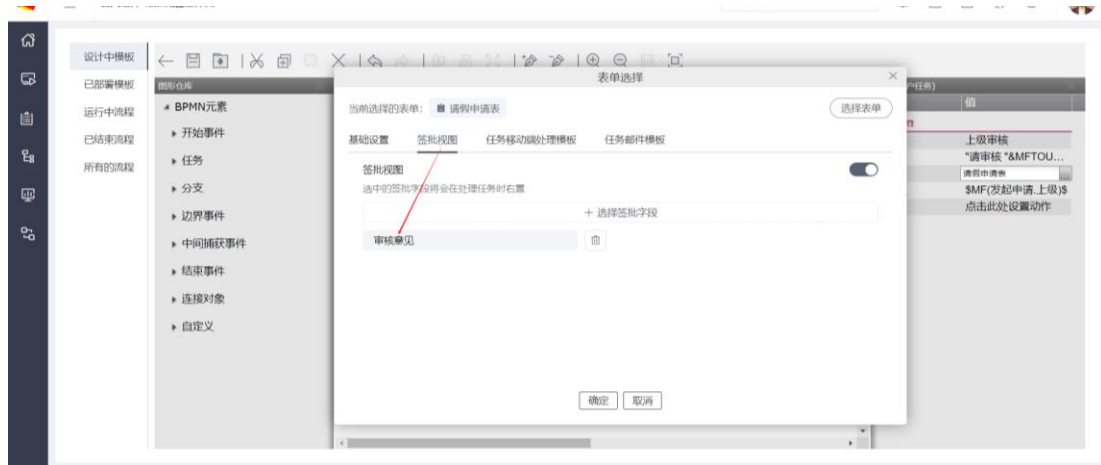 设计中模板
已部署模板
运行中流程
已结束流程
所有的流程
图形仓库
BPMN元素
开始事件
任务
分支
边界事件
中间捕获事件
结束事件
连接对象
自定义
表单选择
当前选择的表单: 请假申请表
选择表单
基础设置 签批视图 任务移动端处理模板 任务邮件模板
签批视图
选中的签批字段将会在处理任务时右置
+ 选择签批字段
审核意见
确定 取消
户任务)
值
性
上级审核
"请审核 "&MFTOU...
请假申请表 ...
$MF(发起申请.上级)$
点击此处设置动作